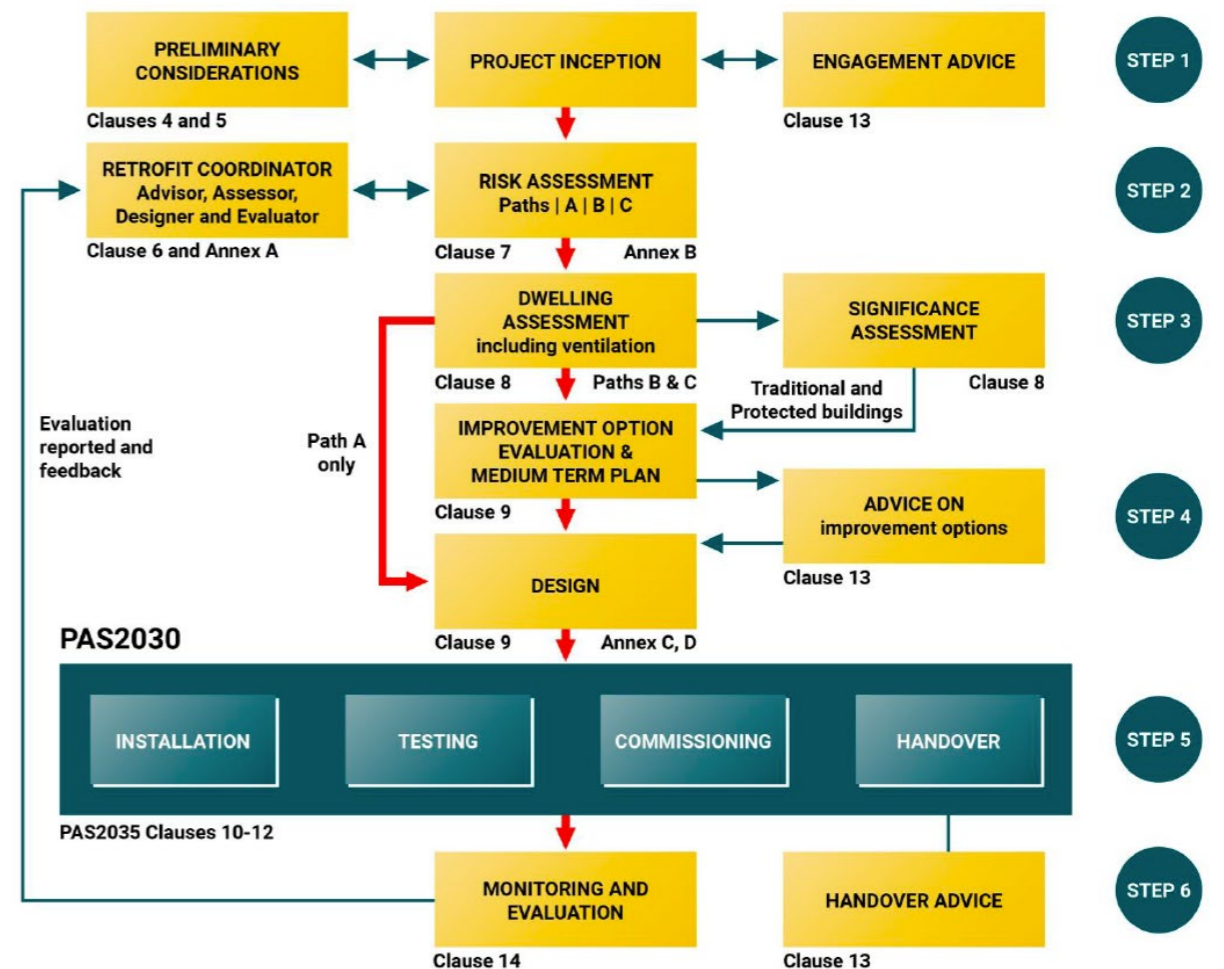 PRELIMINARY
CONSIDERATIONS
PROJECT INCEPTION
ENGAGEMENT ADVICE
STEP 1
Clauses 4 and 5
Clause 13
RETROFIT COORDINATOR
Advisor, Assessor,
Designer and Evaluator
RISK ASSESSMENT
Paths | A | B | C
STEP 2
Clause 6 and Annex A
Clause 7
Annex B
DWELLING
ASSESSMENT
including ventilation
SIGNIFICANCE
ASSESSMENT
STEP 3
Clause 8
Paths B & C
Clause 8
Traditional and
Protected buildings
Evaluation
reported and
feedback
Path A
only
IMPROVEMENT OPTION
EVALUATION &
MEDIUM TERM PLAN
Clause 9
ADVICE ON
improvement options
STEP 4
Clause 13
DESIGN
Clause 9
Annex C, D
PAS2030
INSTALLATION
TESTING
COMMISSIONING
HANDOVER
STEP 5
PAS2035 Clauses 10-12
MONITORING AND
EVALUATION
HANDOVER ADVICE
STEP 6
Clause 14
Clause 13